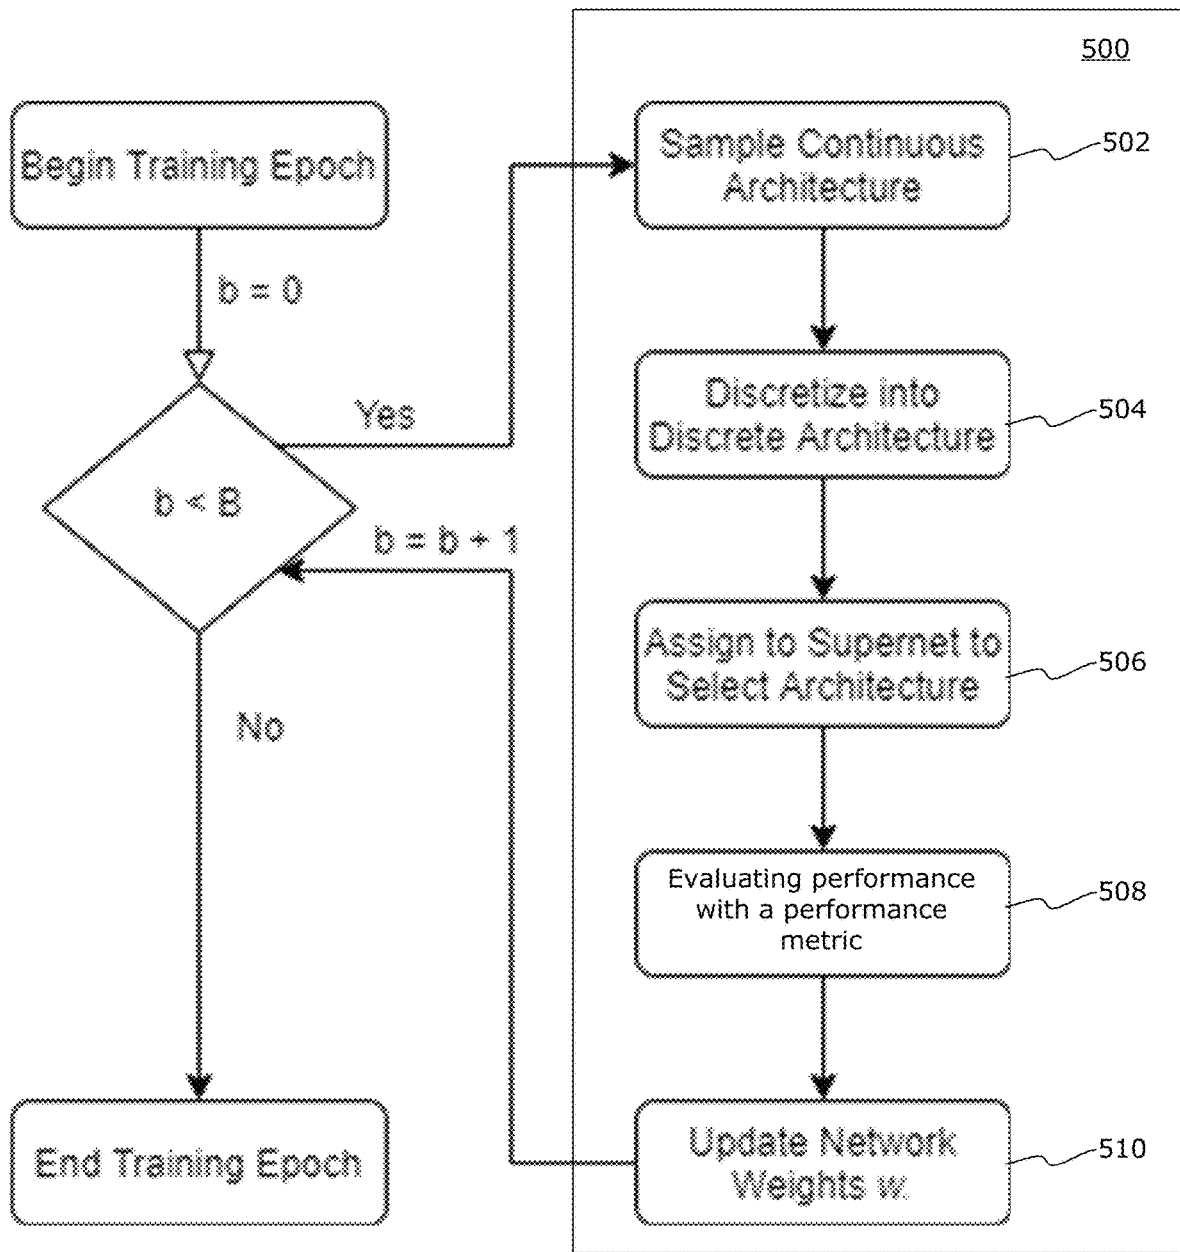 500
Begin Training Epoch
b = 0
b < B
Yes
b = b + 1
No
End Training Epoch
Sample Continuous
Architecture
502
Discretize into
Discrete Architecture
504
Assign to Supernet to
Select Architecture
506
Evaluating performance
with a performance
metric
508
Update Network
Weights w.
510